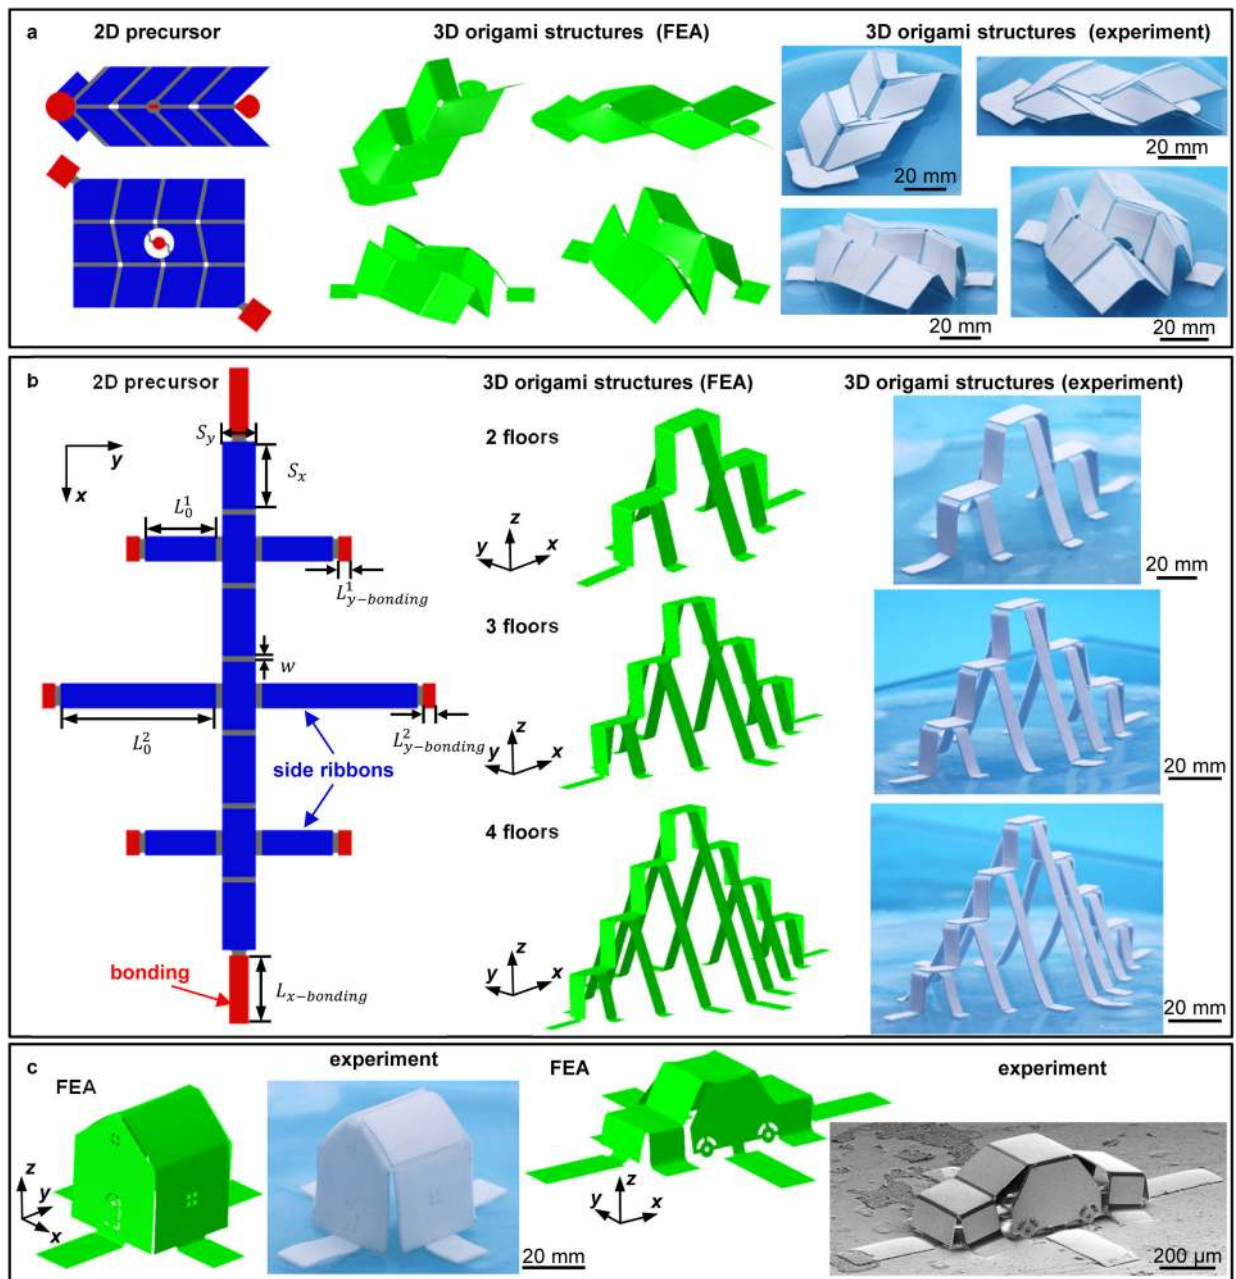 a
2D precursor
3D origami structures (FEA)
3D origami structures (experiment)
20 mm
20 mm
20 mm
20 mm
b
2D precursor
3D origami structures (FEA)
3D origami structures (experiment)
S_y
y
x
S_x
L_0^1
L_{y-bonding}^1
w
L_0^2
L_{y-bonding}^2
side ribbons
bonding
L_{x-bonding}
2 floors
z
y
x
20 mm
3 floors
z
y
x
20 mm
4 floors
z
y
x
20 mm
c
FEA
experiment
FEA
experiment
z
y
x
20 mm
z
y
x
200 μm